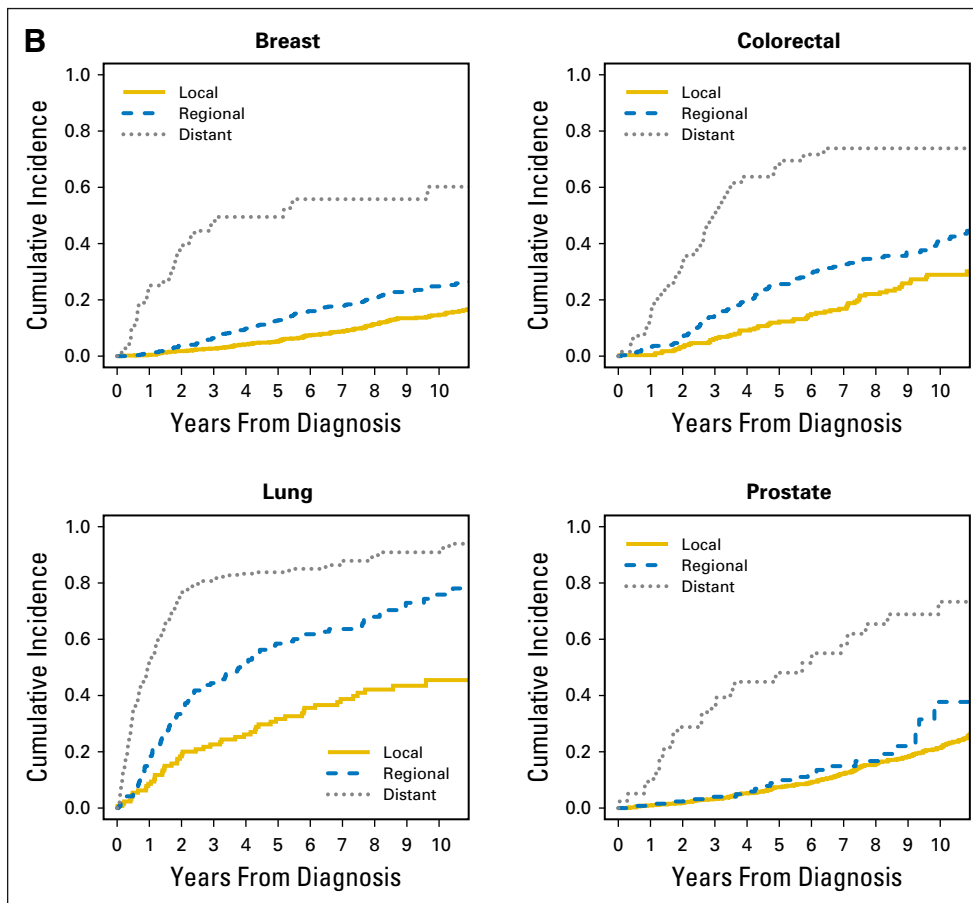 B
Breast
Cumulative Incidence
1.0
0.8
0.6
0.4
0.2
0.0
Local
Regional
Distant
0 1 2 3 4 5 6 7 8 9 10
Years From Diagnosis
Colorectal
Cumulative Incidence
1.0
0.8
0.6
0.4
0.2
0.0
Local
Regional
Distant
0 1 2 3 4 5 6 7 8 9 10
Years From Diagnosis
Lung
Cumulative Incidence
1.0
0.8
0.6
0.4
0.2
0.0
Local
Regional
Distant
0 1 2 3 4 5 6 7 8 9 10
Years From Diagnosis
Prostate
Cumulative Incidence
1.0
0.8
0.6
0.4
0.2
0.0
Local
Regional
Distant
0 1 2 3 4 5 6 7 8 9 10
Years From Diagnosis